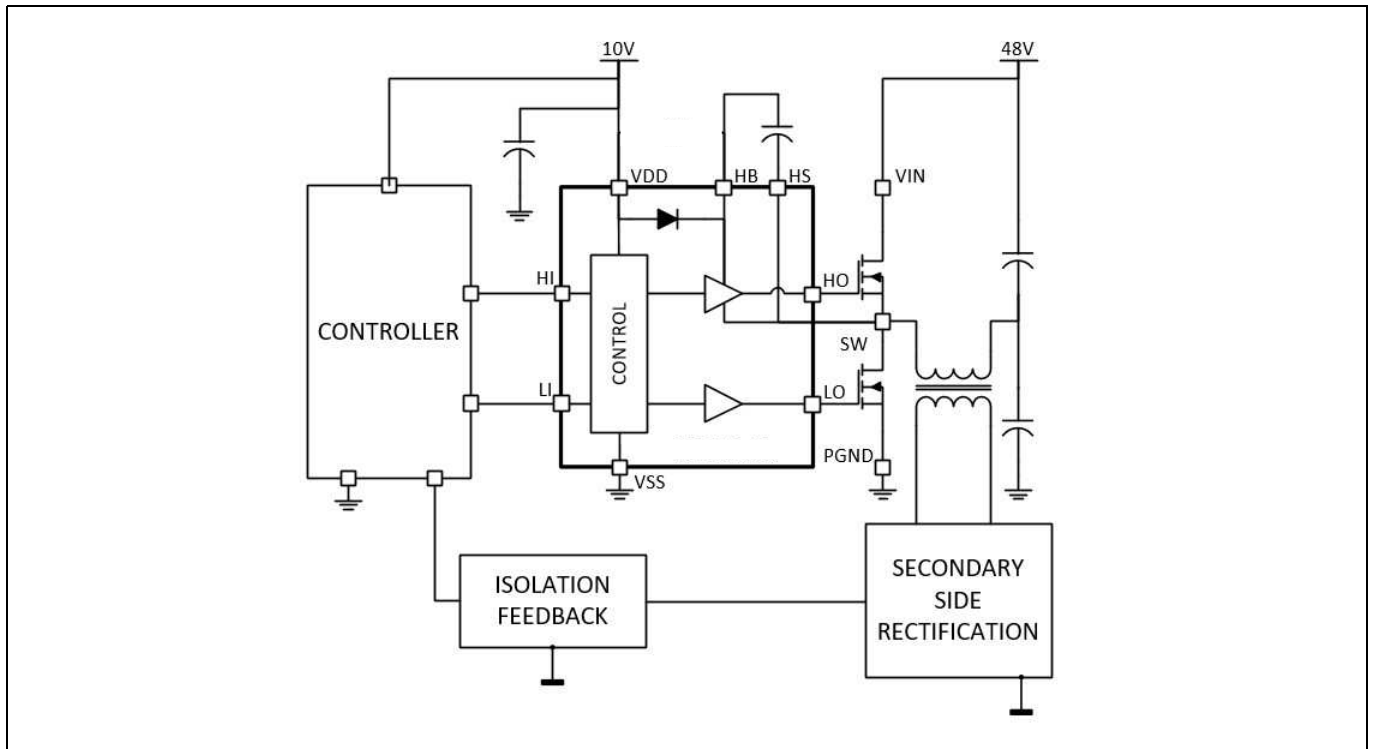 10V
48V
VDD
HB
HS
VIN
HI
HO
CONTROLLER
CONTROL
SW
LI
LO
PGND
VSS
ISOLATION
FEEDBACK
SECONDARY
SIDE
RECTIFICATION